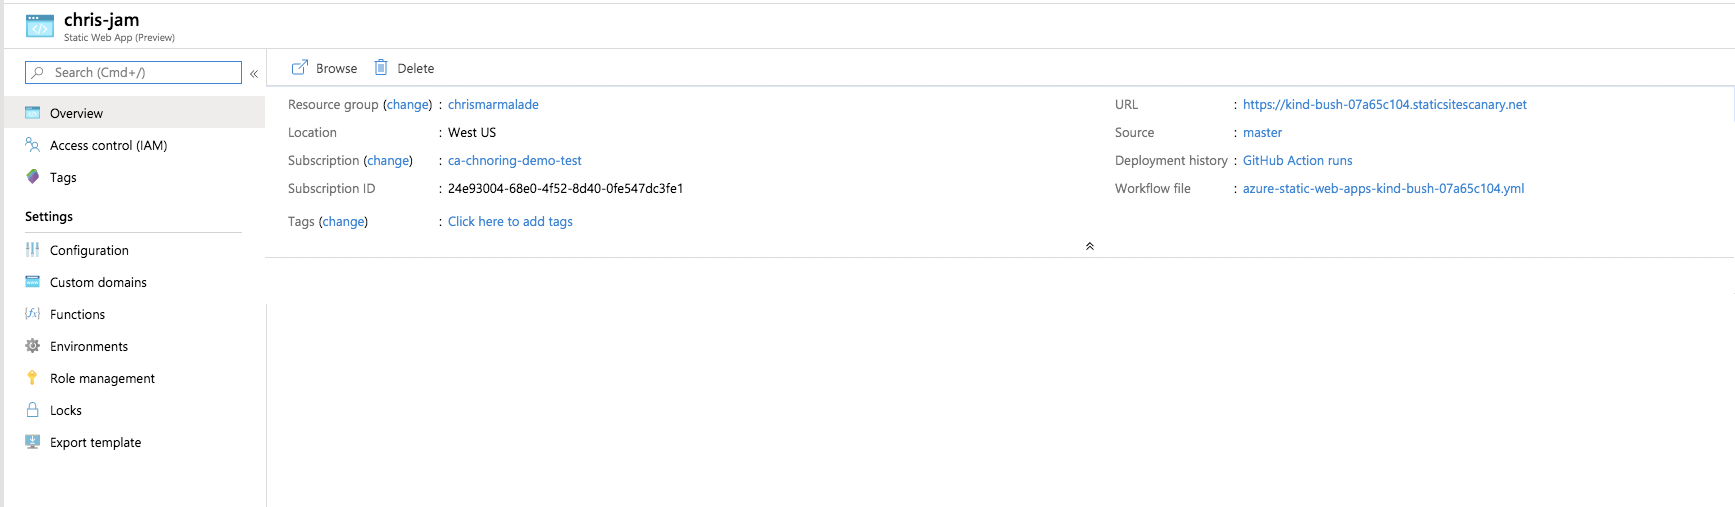 chris-jam
Static Web App (Preview)
Search (Cmd+/)
«
Overview
Access control (IAM)
Tags
Settings
Configuration
Custom domains
Functions
Environments
Role management
Locks
Export template
Browse Delete
Resource group (change) : chrismarmalade
Location : West US
Subscription (change) : ca-chnoring-demo-test
Subscription ID : 24e93004-68e0-4f52-8d40-0fe547dc3fe1
Tags (change) : Click here to add tags
URL : https://kind-bush-07a65c104.staticsitescanary.net
Source : master
Deployment history : GitHub Action runs
Workflow file : azure-static-web-apps-kind-bush-07a65c104.yml